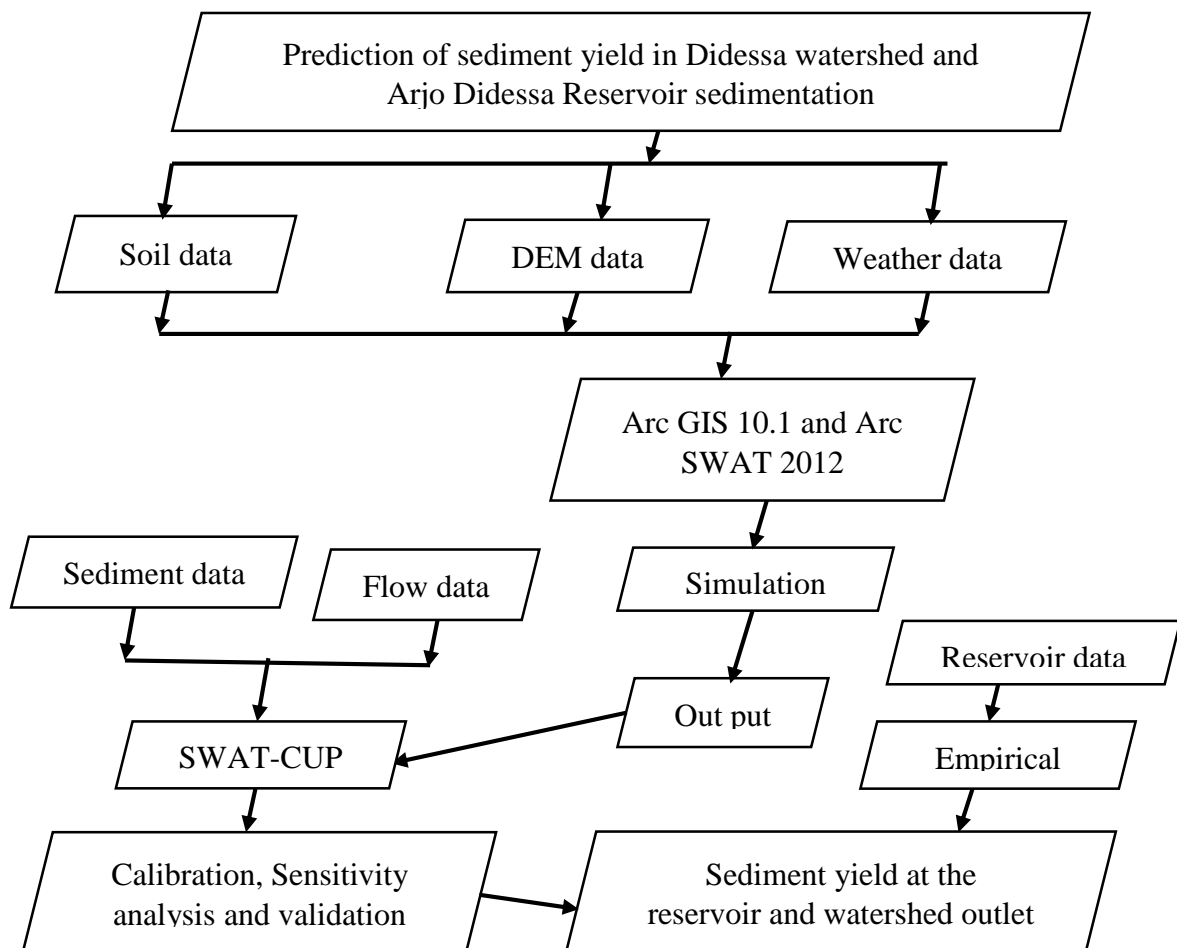 Prediction of sediment yield in Didessa watershed and
Arjo Didessa Reservoir sedimentation
Soil data
DEM data
Weather data
Arc GIS 10.1 and Arc
SWAT 2012
Sediment data
Flow data
Simulation
Reservoir data
Out put
SWAT-CUP
Empirical
Calibration, Sensitivity
analysis and validation
Sediment yield at the
reservoir and watershed outlet